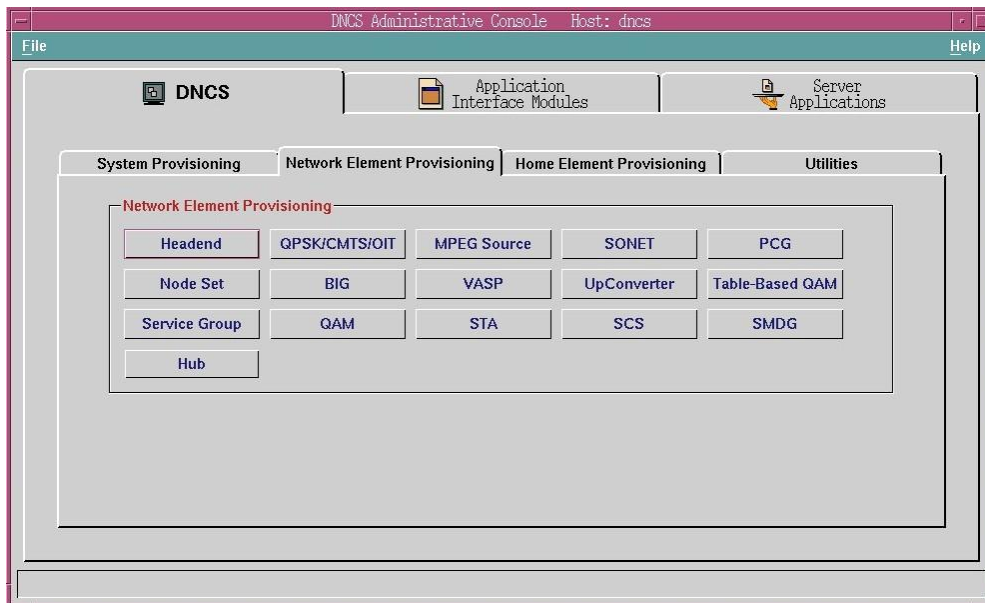 DNCS Administrative Console Host: dncs
File Help
DNCS
Application
Interface Modules
Server
Applications
System Provisioning Network Element Provisioning Home Element Provisioning Utilities
Network Element Provisioning
Headend QPSK/CMTS/OIT MPEG Source SONET PCG
Node Set BIG VASP UpConverter Table-Based QAM
Service Group QAM STA SCS SMDG
Hub